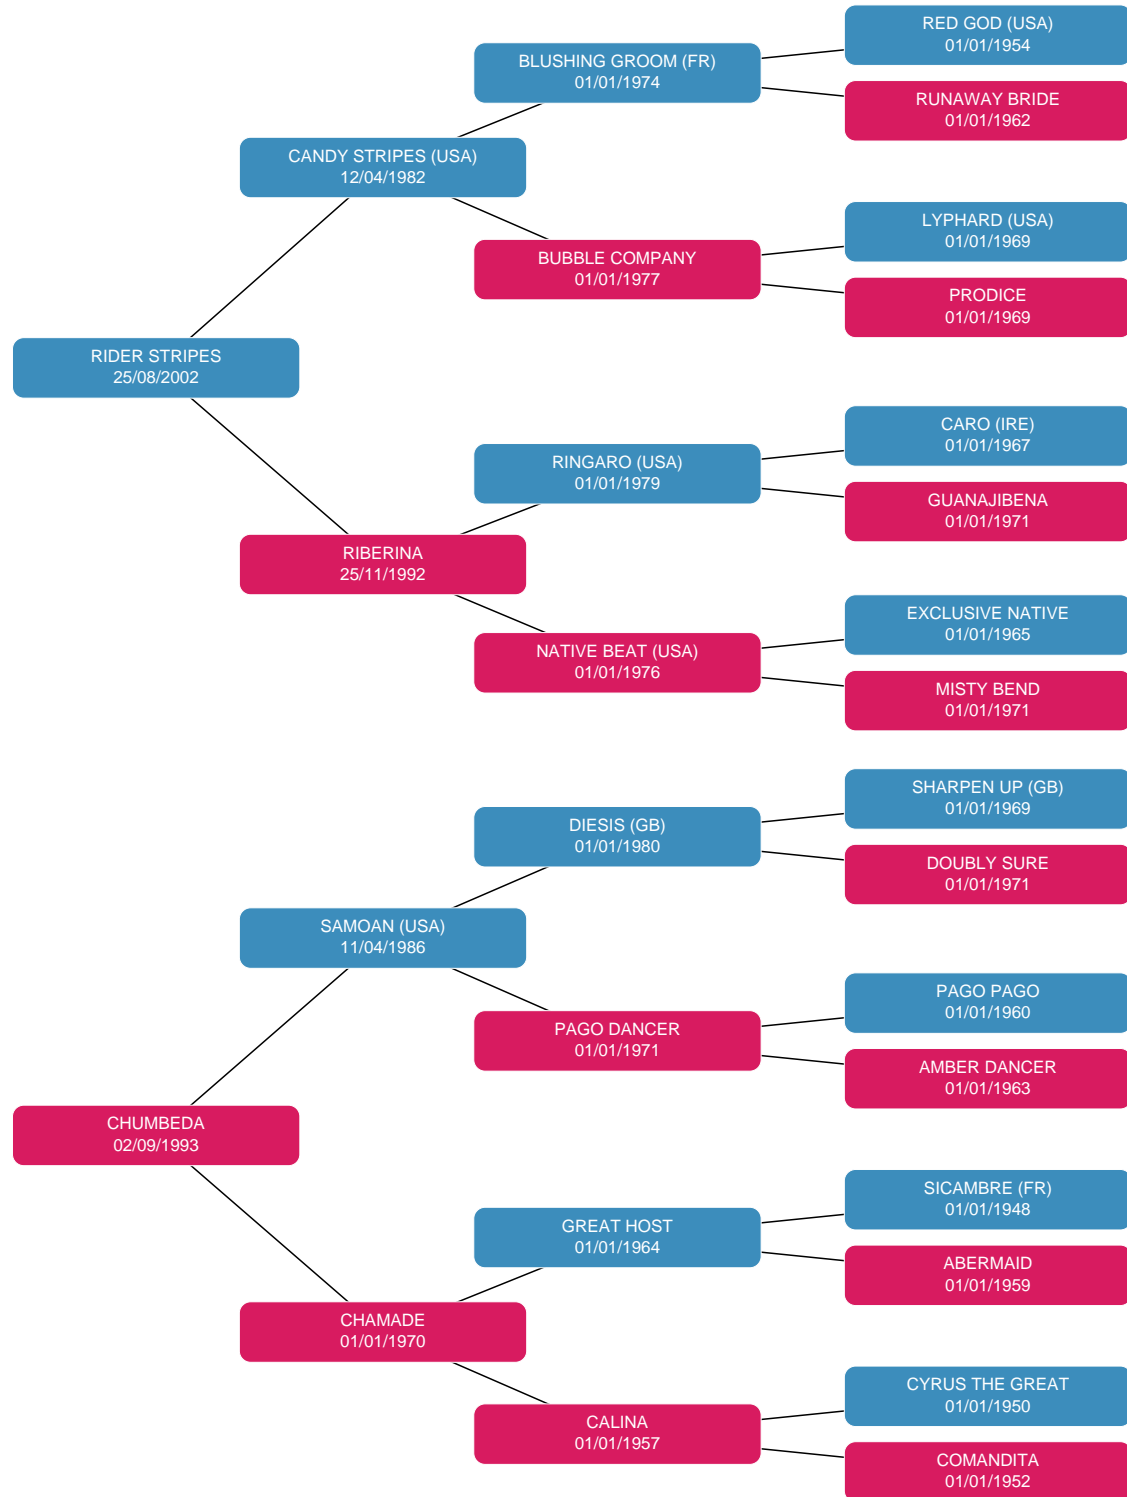 RED GOD (USA)
01/01/1954
BLUSHING GROOM (FR)
01/01/1974
RUNAWAY BRIDE
01/01/1962
CANDY STRIPES (USA)
12/04/1982
LYPHARD (USA)
01/01/1969
BUBBLE COMPANY
01/01/1977
PRODICE
01/01/1969
RIDER STRIPES
25/08/2002
CARO (IRE)
01/01/1967
RINGARO (USA)
01/01/1979
GUANAJIBENA
01/01/1971
RIBERINA
25/11/1992
EXCLUSIVE NATIVE
01/01/1965
NATIVE BEAT (USA)
01/01/1976
MISTY BEND
01/01/1971
SHARPEN UP (GB)
01/01/1969
DIESIS (GB)
01/01/1980
DOUBLY SURE
01/01/1971
SAMOAN (USA)
11/04/1986
PAGO PAGO
01/01/1960
PAGO DANCER
01/01/1971
AMBER DANCER
01/01/1963
CHUMBEDA
02/09/1993
SICAMBRE (FR)
01/01/1948
GREAT HOST
01/01/1964
ABERMAID
01/01/1959
CHAMADE
01/01/1970
CYRUS THE GREAT
01/01/1950
CALINA
01/01/1957
COMANDITA
01/01/1952